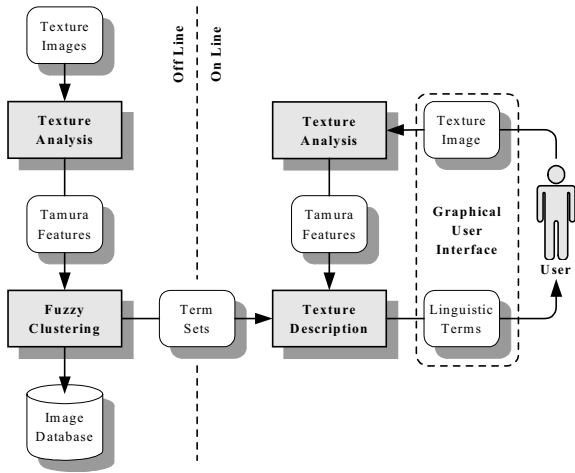 Texture
Images
Off Line
On Line
Texture
Analysis
Texture
Analysis
Texture
Image
Tamura
Features
Tamura
Features
Graphical
User
Interface
User
Fuzzy
Clustering
Term
Sets
Texture
Description
Linguistic
Terms
Image
Database